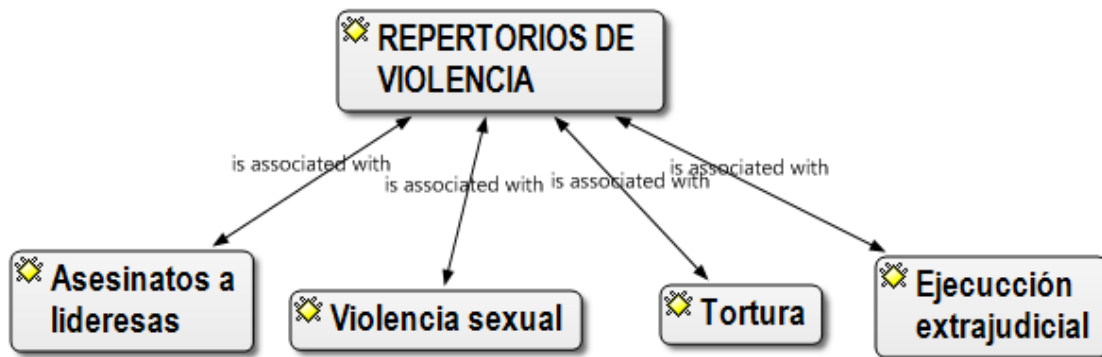 REPERTORIOS DE
VIOLENCIA
is associated with
is associated with
is associated with
is associated with
Asesinatos a
lideresas
Violencia sexual
Tortura
Ejecucción
extrajudicial